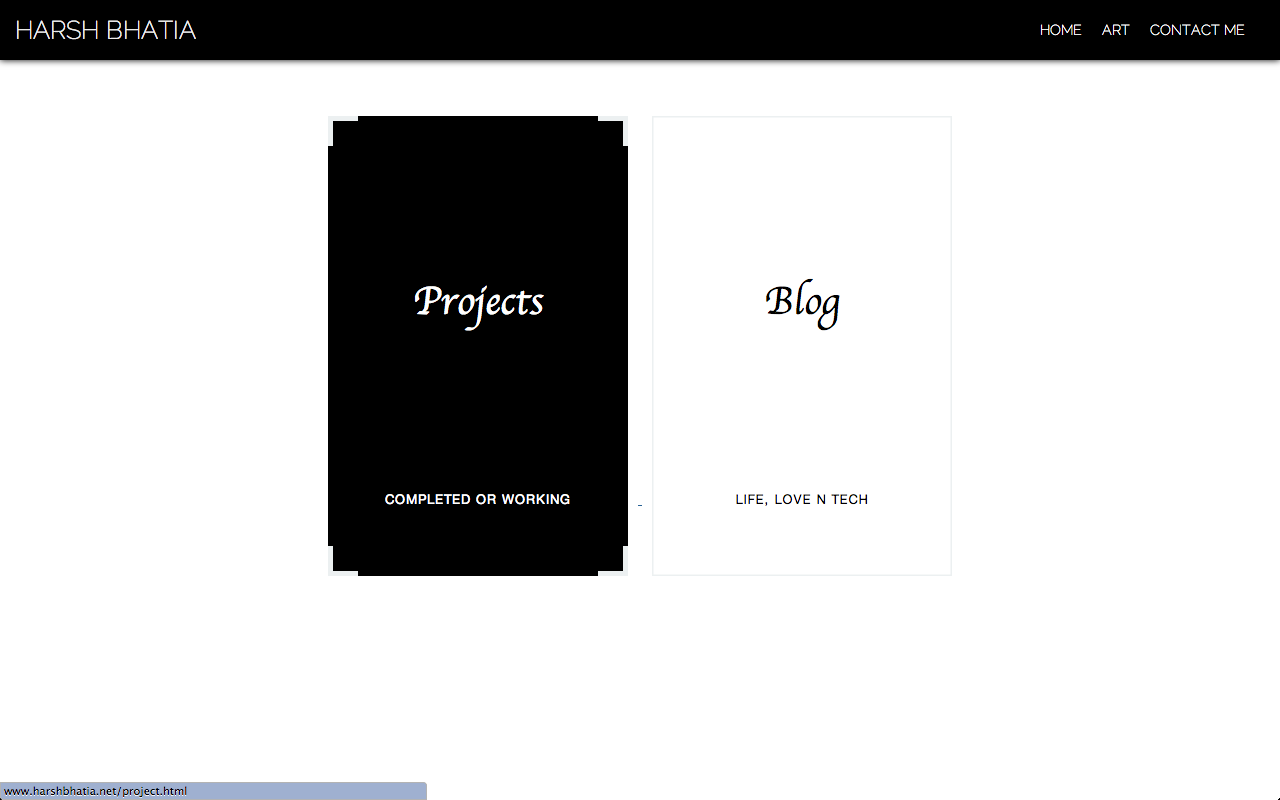 HARSH BHATIA
HOME ART CONTACT ME
Projects
Blog
COMPLETED OR WORKING
LIFE, LOVE N TECH
www.harshbhatia.net/project.html